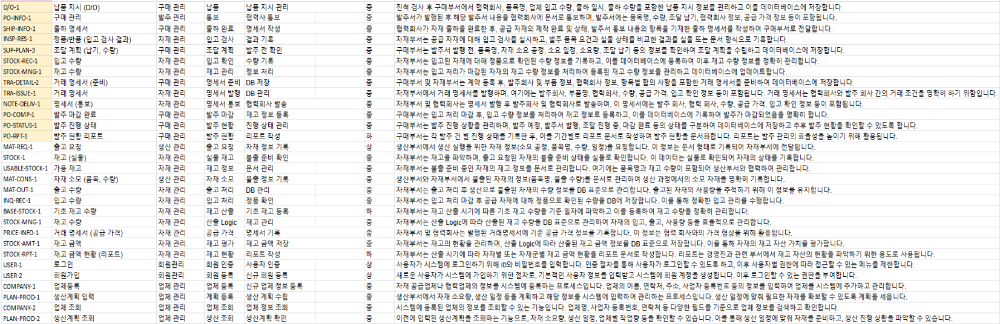 D/O-1 납품 지시 (D/O) 구매 관리 납품 납품 지시 관리 중 진척 검사 후 구매부서에서 협력회사, 품목명, 업체 입고 수량, 출하 일시, 출하 수량을 포함한 납품 지시 정보를 관리하고 이를 데이터베이스에 저장합니다.
PO-INFO-1 구매 관리 발주 관리 통보 협력사 통보 중 발주서가 발행된 후 해당 발주서 내용을 협력회사에 문서로 통보하며, 발주서에는 품목명, 수량, 조달 납기, 협력회사 정보, 공급 가격 정보 등이 포함됩니다.
SHIP-INFO-1 출하 명세서 구매 관리 출하 완료 명세서 작성 중 협력회사가 자재 출하를 완료한 후, 공급 자재의 제작 완료 및 상태, 발주서 통보 내용의 항목을 기재한 출하 명세서를 작성하여 구매부서로 전달합니다.
INSP-RES-1 정품/반품 (입고 검사 결과) 자재 관리 입고 검사 결과 기록 중 자재부서는 공급 자재에 대해 입고 검사를 실시하고, 발주 품목 요건과 실물 상태를 비교한 결과를 실물 또는 문서 형식으로 기록합니다.
SUP-PLAN-3 조달 계획 (납기, 수량) 구매 관리 조달 계획 발주 전 확인 중 구매부서는 발주서 발행 전, 품목명, 자재 소요 공정, 소요 일정, 소요량, 조달 납기 등의 정보를 확인하여 조달 계획을 수립하고 데이터베이스에 저장합니다.
STOCK-REC-1 입고 수량 자재 관리 입고 확인 수량 기록 중 자재부서는 입고된 자재에 대해 정품으로 확인된 수량 정보를 기록하고, 이를 데이터베이스에 등록하여 이후 재고 수량을 정확히 관리합니다.
STOCK-MNG-1 재고 수량 자재 관리 재고 관리 정보 처리 중 자재부서는 입고 처리가 마감된 자재의 재고 수량 정보를 처리하여 등록된 재고 수량 정보를 관리하고 데이터베이스에 업데이트합니다.
TRA-DETAIL-2 거래 명세서 (준비) 구매 관리 명세서 준비 DB 저장 중 구매부서 및 자재부서는 계약 등록 후, 발주회사 및 부품 정보, 협력회사 정보, 항목별 합의 사항을 포함한 거래 명세서를 준비하여 데이터베이스에 저장합니다.
TRA-ISSUE-1 거래 명세서 자재 관리 명세서 발행 DB 관리 중 자재부서에서 거래 명세서를 발행하며, 여기에는 발주회사, 부품명, 협력회사, 수량, 공급 가격, 입고 확인 정보 등이 포함됩니다. 거래 명세서는 협력회사와 발주 회사 간의 거래 조건을 명확히 하기 위함입니다.
NOTE-DELIV-1 명세서 (통보) 자재 관리 명세서 통보 협력회사 발송 중 자재부서 및 협력회사는 명세서 발행 후 발주회사 및 협력회사로 발송하며, 이 명세서에는 발주 회사, 협력 회사, 수량, 공급 가격, 입고 확인 정보 등이 포함됩니다.
PO-COMP-1 발주 마감 완료 구매 관리 발주 마감 재고 정보 등록 중 구매부서는 입고 처리 마감 후, 입고 수량 정보를 처리하여 재고 정보로 등록하고, 이를 데이터베이스에 기록하여 발주가 마감되었음을 명확히 합니다.
PO-STATUS-1 발주 진행 상태 구매 관리 발주 현황 진행 상태 관리 중 구매부서는 발주 진행 상황을 관리하며, 발주 예정, 발주서 발행, 조달 진행 중, 마감 완료 등의 상태를 구분하여 데이터베이스에 저장하고 추후 발주 현황을 확인할 수 있도록 합니다.
PO-RPT-1 발주 현황 리포트 구매 관리 발주 현황 리포트 작성 하 구매부서는 각 발주 건 별 진행 상태를 기록한 후, 이를 기간별로 리포트 문서로 작성하여 발주 현황을 문서화합니다. 리포트는 발주 관리의 효율성을 높이기 위해 활용됩니다.
MAT-REQ-1 출고 요청 생산 관리 출고 요청 자재 정보 기록 상 생산부서에서 생산 실행을 위한 자재 정보(소요 공정, 품목명, 수량, 일정)를 요청합니다. 이 정보는 문서 형태로 기록되어 자재부서에 전달됩니다.
STOCK-1 재고 (실물) 자재 관리 실물 재고 불출 준비 확인 중 자재부서는 재고를 파악하며, 출고 요청된 자재의 불출 준비 상태를 실물로 확인합니다. 이 데이터는 실물로 확인되어 자재의 상태를 기록합니다.
USABLE-STOCK-1 가용 재고 자재 관리 재고 정보 문서 관리 중 자재부서는 불출 준비 중인 자재의 재고 정보를 문서로 관리합니다. 여기에는 품목명과 재고 수량이 포함되어 생산부서와 협력하여 관리합니다.
MAT-CONS-1 자재 소모 (품목, 수량) 생산 관리 자재 소모 불출 정보 기록 중 생산부서와 자재부서에서 불출된 자재의 정보(품목명, 불출 수량)를 문서로 관리하여 생산 과정에서의 소모 자재를 명확히 기록합니다.
MAT-OUT-1 출고 수량 자재 관리 출고 처리 DB 관리 중 자재부서는 출고 처리 후 생산으로 불출된 자재의 수량 정보를 DB 표준으로 관리합니다. 출고된 자재의 사용량을 추적하기 위해 이 정보를 유지합니다.
INQ-REC-1 입고 수량 자재 관리 입고 처리 정품 확인 중 자재부서는 입고 처리 마감 후 공급 자재에 대해 정품으로 확인된 수량을 DB에 저장합니다. 이를 통해 정확한 입고 관리를 수행합니다.
BASE-STOCK-1 기초 재고 수량 자재 관리 재고 산출 기초 재고 등록 하 자재부서는 재고 산출 시기에 따른 기초 재고 수량을 기준 일자에 파악하고 이를 등록하여 재고 수량을 정확히 관리합니다.
STOCK-MNG-1 재고 수량 자재 관리 산출 Logic 재고 관리 중 자재부서는 산출 Logic에 따라 산출된 재고 수량을 DB 표준으로 관리하여 자재의 입고, 출고, 사용량 등을 효율적으로 관리합니다.
PRICE-INFO-1 거래 명세서 (공급 가격) 자재 관리 공급 가격 명세서 기록 중 자재부서 및 협력회사는 발행된 거래명세서에 기준 공급 가격 정보를 기록합니다. 이 정보는 협력 회사와의 가격 협상을 위해 활용됩니다.
STOCK-AMT-1 재고 금액 자재 관리 재고 평가 재고 금액 저장 중 자재부서는 재고의 현황을 관리하며, 산출 Logic에 따라 산출된 재고 금액 정보를 DB 표준으로 저장합니다. 이를 통해 자재의 재고 자산 가치를 평가합니다.
STOCK-RPT-1 재고 금액 현황 (리포트) 자재 관리 재고 현황 리포트 작성 하 자재부서는 산출 시기에 따라 자재별 또는 자재군별 재고 금액 현황을 리포트 문서로 작성합니다. 리포트는 경영진과 관련 부서에서 재고 자산의 현황을 파악하기 위한 용도로 사용됩니다.
USER-1 로그인 회원관리 회원 인증 사용자 인증 상 사용자가 시스템에 로그인하기 위해 ID와 비밀번호를 입력합니다. 인증 절차를 통해 사용자가 로그인할 수 있도록 하고, 이후 사용자별 권한에 따라 접근할 수 있는 메뉴를 제한합니다.
USER-2 회원가입 회원관리 회원 등록 신규 회원 등록 상 새로운 사용자가 시스템에 가입하기 위한 절차로, 기본적인 사용자 정보를 입력받고 시스템에 회원 계정을 생성합니다. 이후 로그인할 수 있는 권한을 부여합니다.
COMPANY-1 업체등록 업체 관리 업체 등록 신규 업체 정보 등록 중 자재 공급업체나 협력업체의 정보를 시스템에 등록하는 프로세스입니다. 업체의 이름, 연락처, 주소, 사업자 등록번호 등의 정보를 입력하여 업체를 시스템에 추가하고 관리합니다.
PLAN-PROD-1 생산계획 입력 업체 관리 계획 등록 생산 계획 수립 중 생산부서에서 자재 소요량, 생산 일정 등을 계획하고 해당 정보를 시스템에 입력하여 관리하는 프로세스입니다. 생산 일정에 맞춰 필요한 자재를 확보할 수 있도록 계획을 세웁니다.
COMPANY-2 업체 조회 업체 관리 업체 조회 업체 정보 조회 중 시스템에 등록된 업체의 정보를 조회할 수 있는 기능입니다. 업체명, 사업자 등록번호, 연락처 등 다양한 필드를 기준으로 업체 정보를 검색하고 확인합니다.
PLAN-PROD-2 생산계획 조회 업체 관리 생산 조회 생산계획 확인 중 이전에 입력된 생산계획을 조회하는 기능으로, 자재 소요량, 생산 일정, 업체별 작업량 등을 확인할 수 있습니다. 이를 통해 생산 일정에 맞춰 자재를 준비하고, 생산 진행 상황을 파악할 수 있습니다.